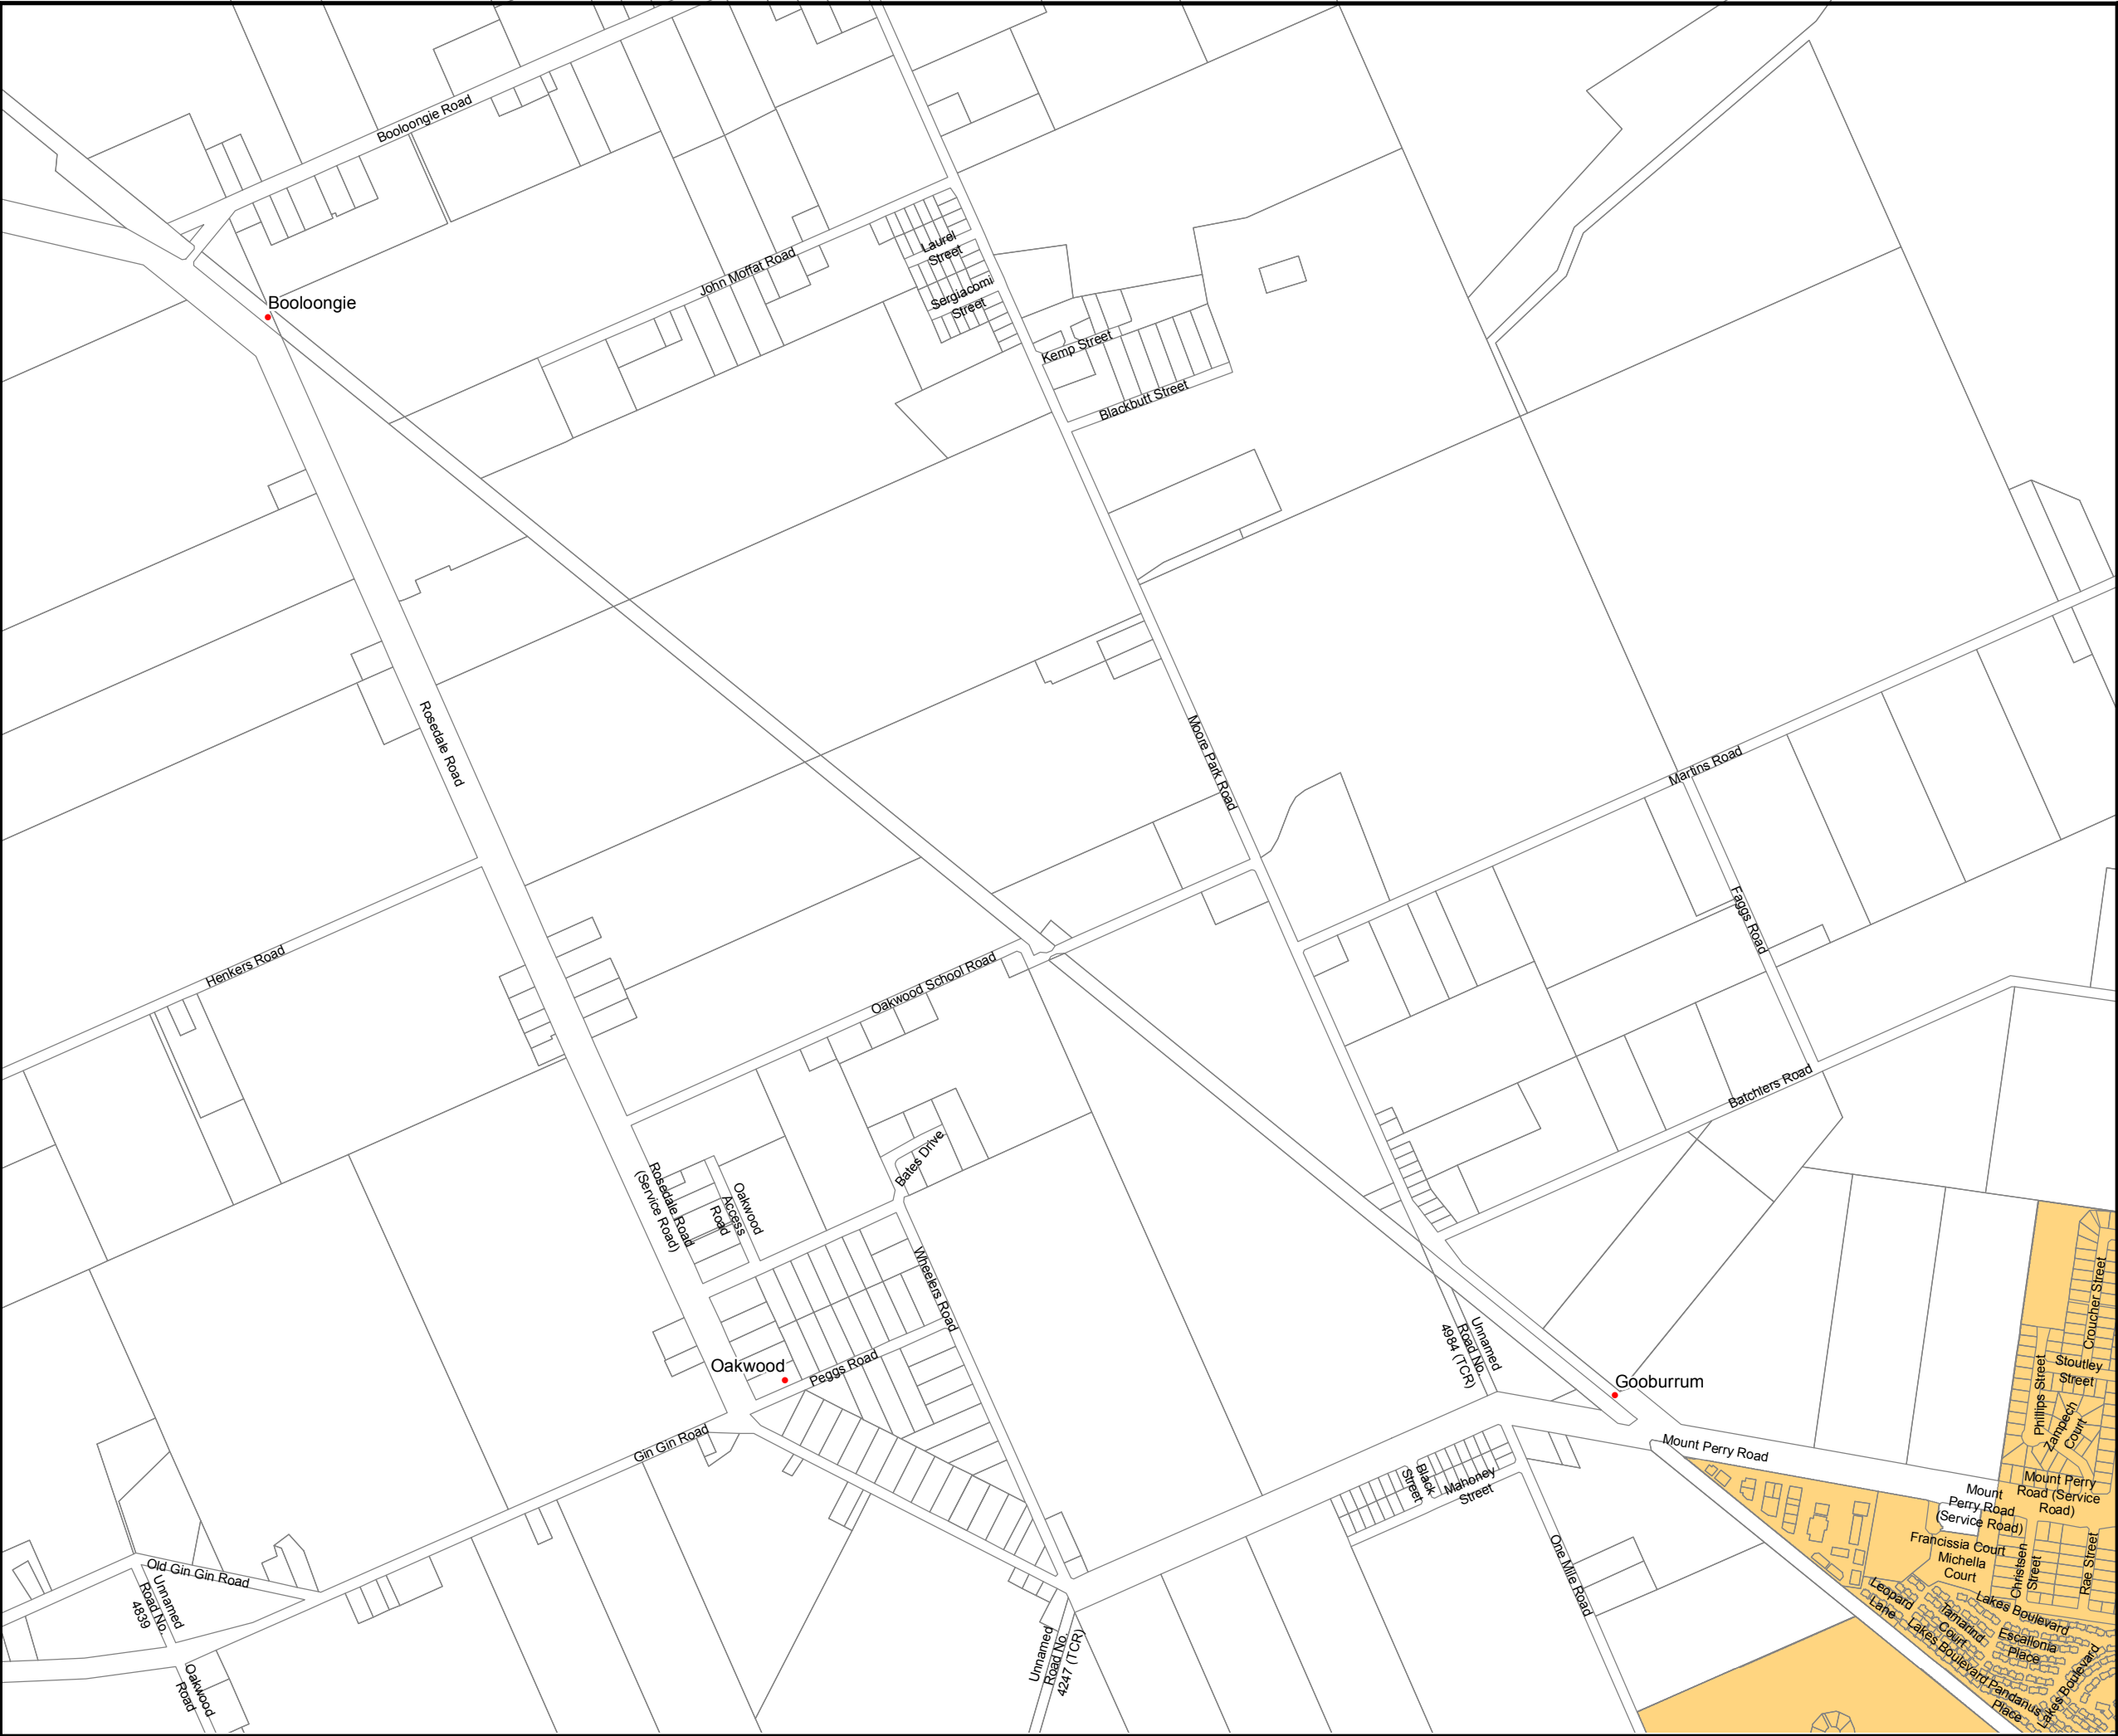 Booloongie Road
Laurel
Street
John Moffat Road
Sergiacomi
Street
Booloongie
Kemp Street
Blackbutt Street
Rosedale Road
Moore Park Road
Martins Road
Faggs Road
Henkers Road
Oakwood School Road
Batchlers Road
Bates Drive
Rosedale Road
(Service Road)
Oakwood
Access
Road
Wheelers Road
Croucher Street
Unnamed
Road No.
4984 (TCR)
Oakwood
Peggs Road
Gooburrum
Phillips Street
Stoutley
Street
Zampech
Court
Gin Gin Road
Mount Perry Road
Black
Street
Mahoney
Street
Mount Perry
Road (Service
Road)
Mount
Perry Road
(Service Road)
Francissia Court
Michella
Court
Christsen
Street
Rae Street
One Mile Road
Old Gin Gin Road
Unnamed
Road No.
4839
Leopard
Lane
Tamarind
Court
Lakes Boulevard
Escallonia
Place
Lakes Boulevard
Unnamed
Road No.
4247 (TCR)
Oakwood
Road
Pandanus
Place
Lakes Boulevard